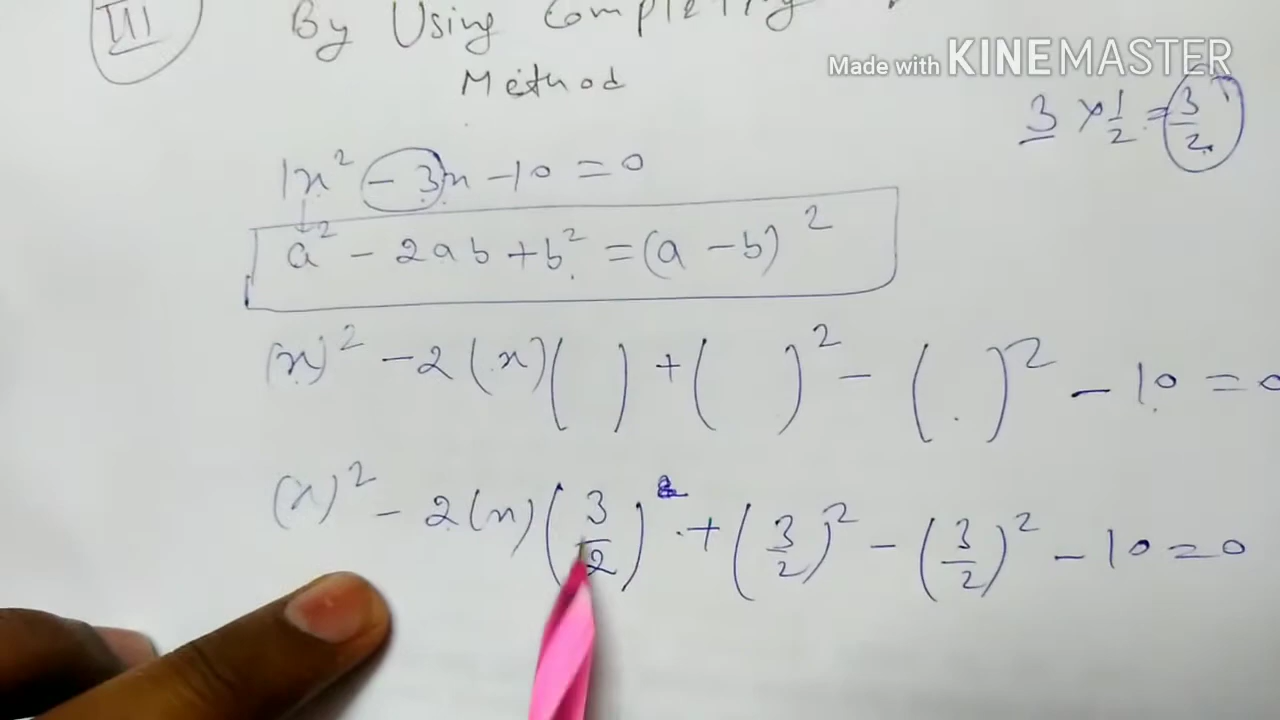 III By Using Completing
Method
Made with KINEMASTER
3 × 1/2 = 3/2
1x² - 3x - 10 = 0
a² - 2ab + b² = (a - b)²
(x)² - 2(x)( ) + ( )² - ( )² - 10 = 0
(x)² - 2(x)(3/2) + (3/2)² - (3/2)² - 10 = 0